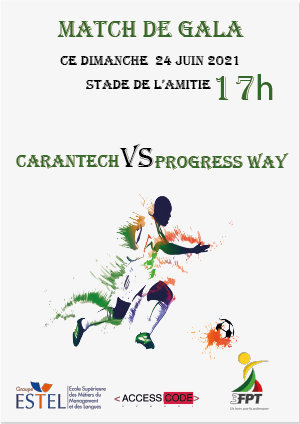 MATCH DE GALA
CE DIMANCHE 24 JUIN 2021
STADE DE L'AMITIE 17h
CARANTECH VS PROGRESS WAY
Groupe
ESTEL
Ecole Supérieure
des Métiers du
Management
et des Langues
<ACCESS CODE>
3FPT